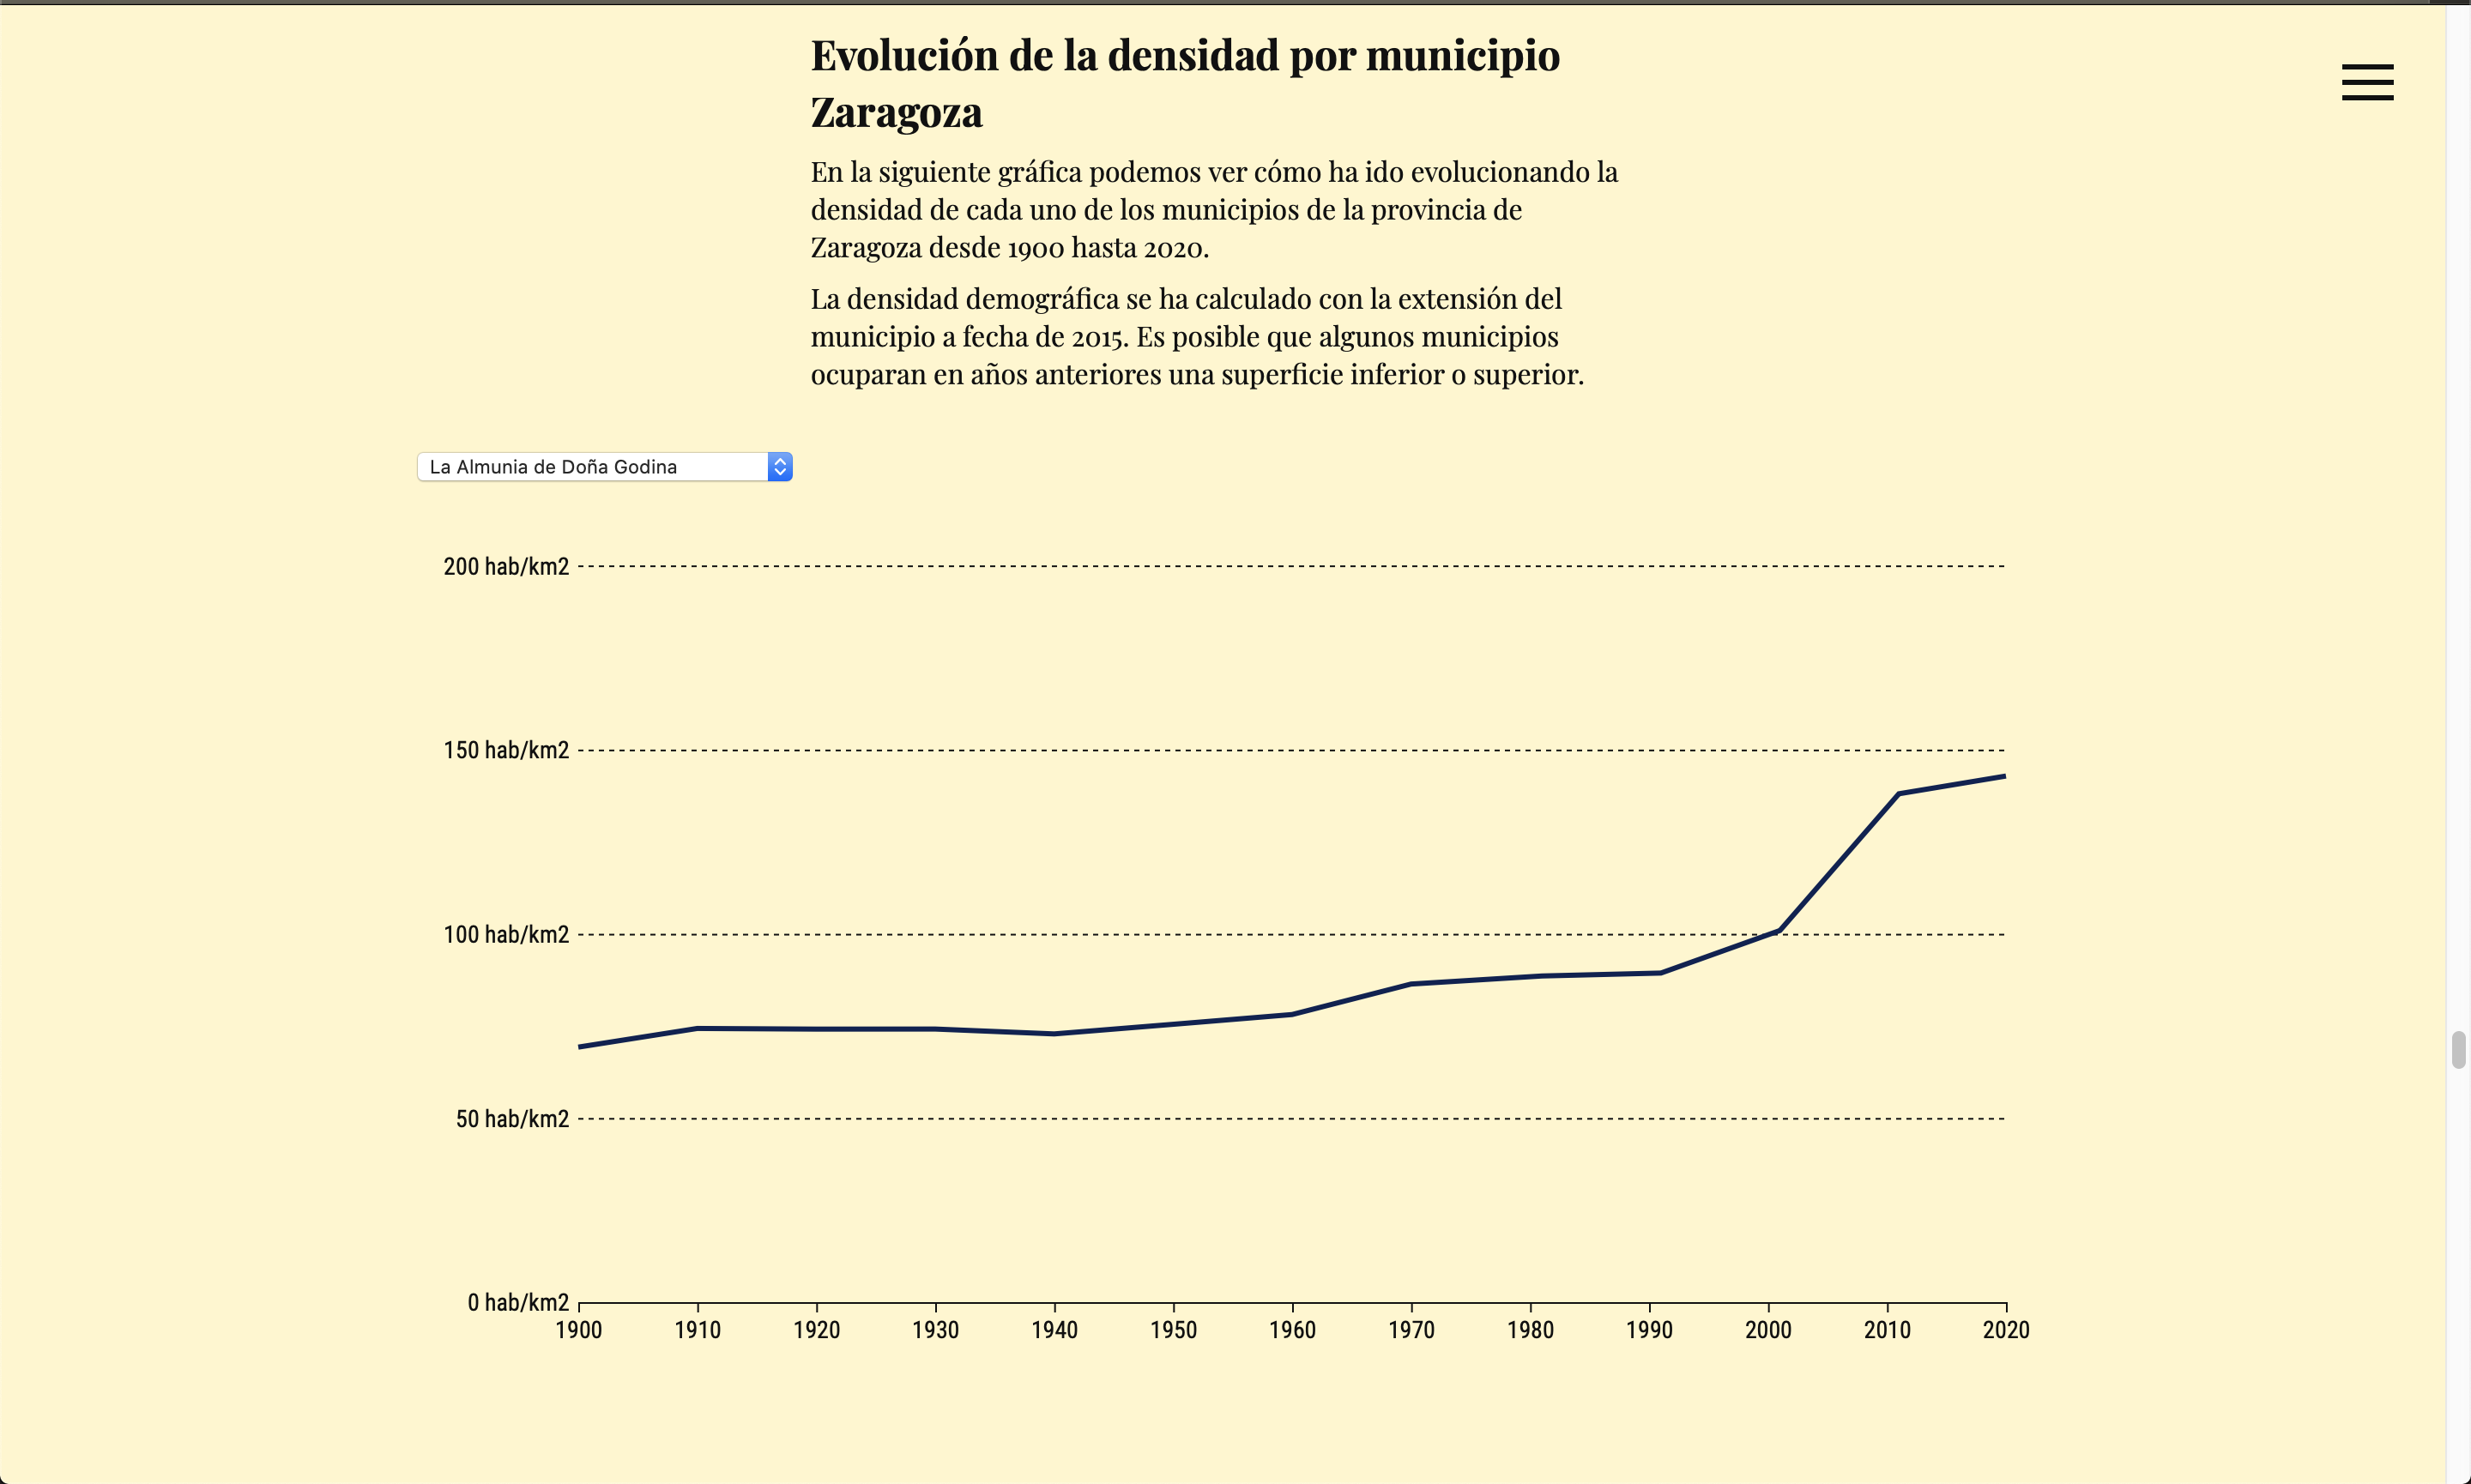 Evolución de la densidad por municipio
Zaragoza
En la siguiente gráfica podemos ver cómo ha ido evolucionando la
densidad de cada uno de los municipios de la provincia de
Zaragoza desde 1900 hasta 2020.
La densidad demográfica se ha calculado con la extensión del
municipio a fecha de 2015. Es posible que algunos municipios
ocuparan en años anteriores una superficie inferior o superior.
La Almunia de Doña Godina
200 hab/km2
150 hab/km2
100 hab/km2
50 hab/km2
0 hab/km2
1900 1910 1920 1930 1940 1950 1960 1970 1980 1990 2000 2010 2020